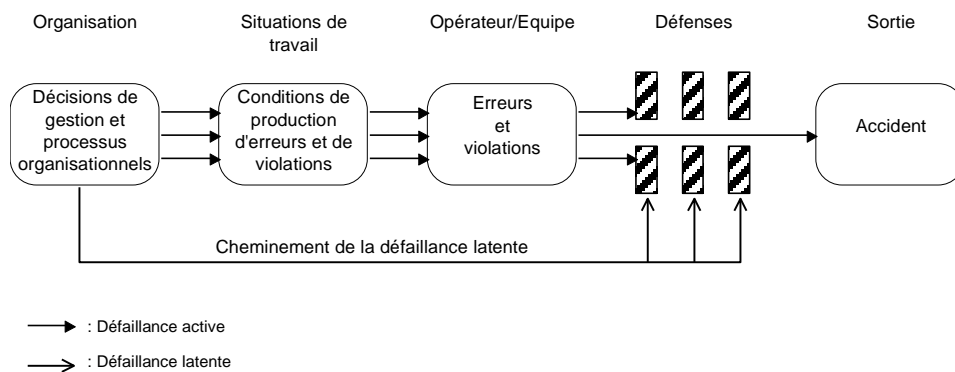 Organisation
Situations de
travail
Opérateur/Equipe
Défenses
Sortie
Décisions de
gestion et
processus
organisationnels
Conditions de
production
d'erreurs et de
violations
Erreurs
et
violations
Accident
Cheminement de la défaillance latente
: Défaillance active
: Défaillance latente